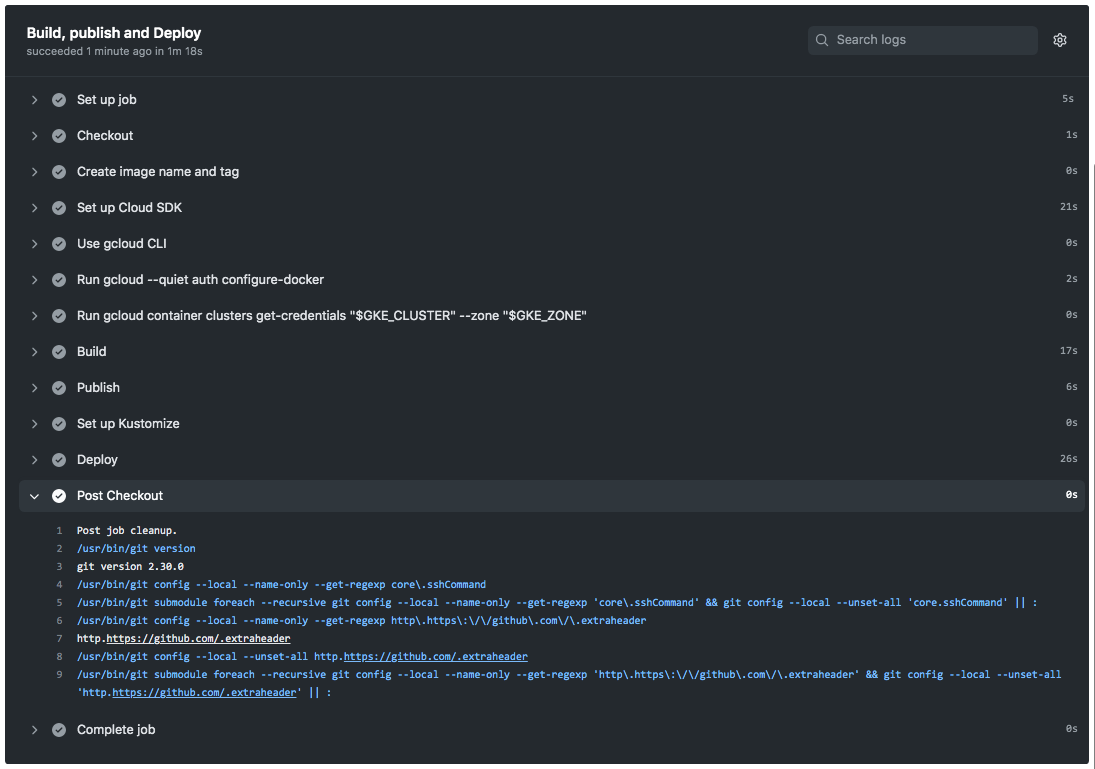 Build, publish and Deploy
succeeded 1 minute ago in 1m 18s
Search logs
Set up job 5s
Checkout 1s
Create image name and tag 0s
Set up Cloud SDK 21s
Use gcloud CLI 0s
Run gcloud --quiet auth configure-docker 2s
Run gcloud container clusters get-credentials "$GKE_CLUSTER" --zone "$GKE_ZONE" 0s
Build 17s
Publish 6s
Set up Kustomize 0s
Deploy 26s
Post Checkout 0s
1 Post job cleanup.
2 /usr/bin/git version
3 git version 2.30.0
4 /usr/bin/git config --local --name-only --get-regexp core\.sshCommand
5 /usr/bin/git submodule foreach --recursive git config --local --name-only --get-regexp 'core\.sshCommand' && git config --local --unset-all 'core.sshCommand' || :
6 /usr/bin/git config --local --name-only --get-regexp http\.https\:\/\/github\.com\/\.extraheader
7 http.https://github.com/.extraheader
8 /usr/bin/git config --local --unset-all http.https://github.com/.extraheader
9 /usr/bin/git submodule foreach --recursive git config --local --name-only --get-regexp 'http\.https\:\/\/github\.com\/\.extraheader' && git config --local --unset-all
'http.https://github.com/.extraheader' || :
Complete job 0s